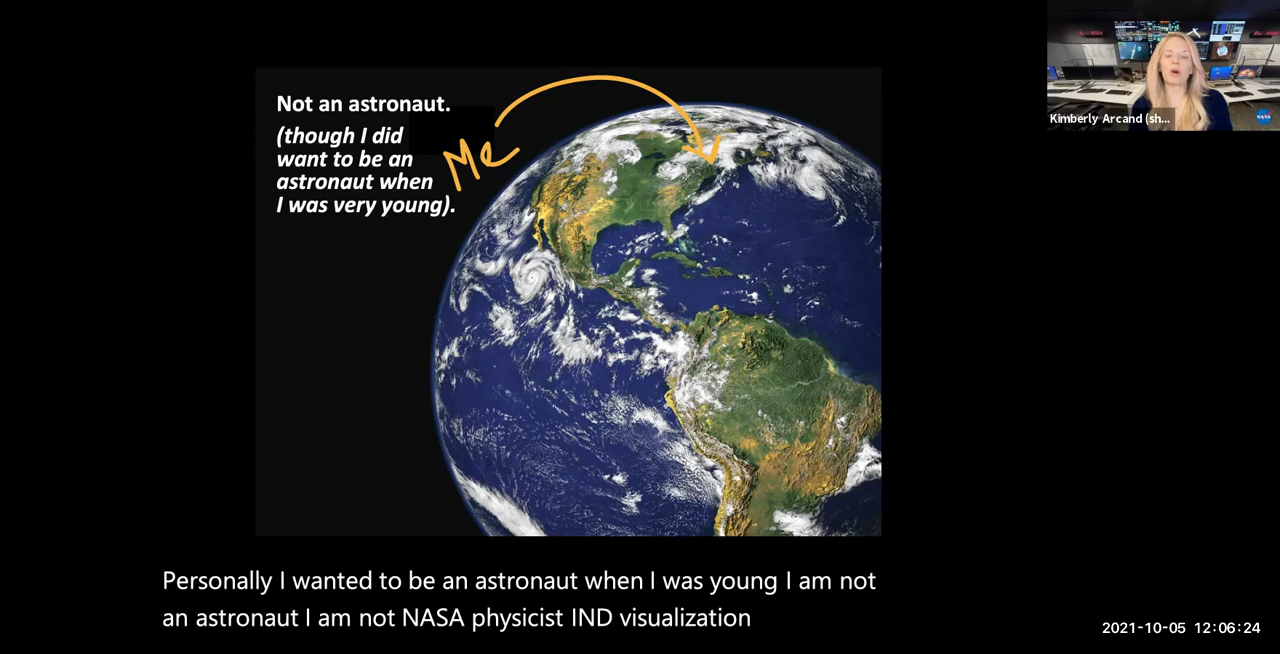 Not an astronaut.
(though I did
want to be an
astronaut when
I was very young).
Me
Kimberly Arcand (sh...
NASA
Personally I wanted to be an astronaut when I was young I am not
an astronaut I am not NASA physicist IND visualization
2021-10-05 12:06:24